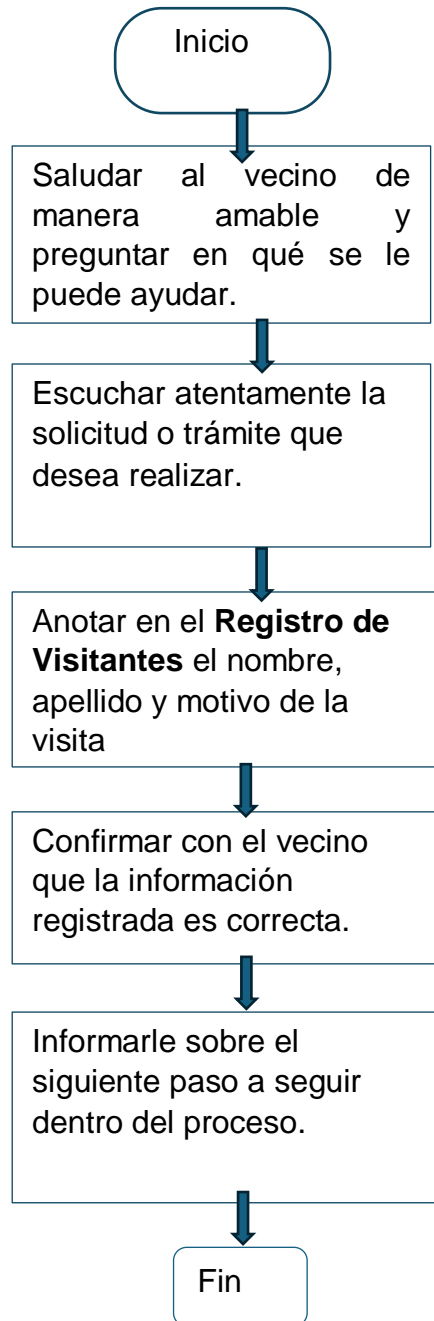 Inicio
Saludar al vecino de
manera amable y
preguntar en qué se le
puede ayudar.
Escuchar atentamente la
solicitud o trámite que
desea realizar.
Anotar en el Registro de
Visitantes el nombre,
apellido y motivo de la
visita
Confirmar con el vecino
que la información
registrada es correcta.
Informarle sobre el
siguiente paso a seguir
dentro del proceso.
Fin